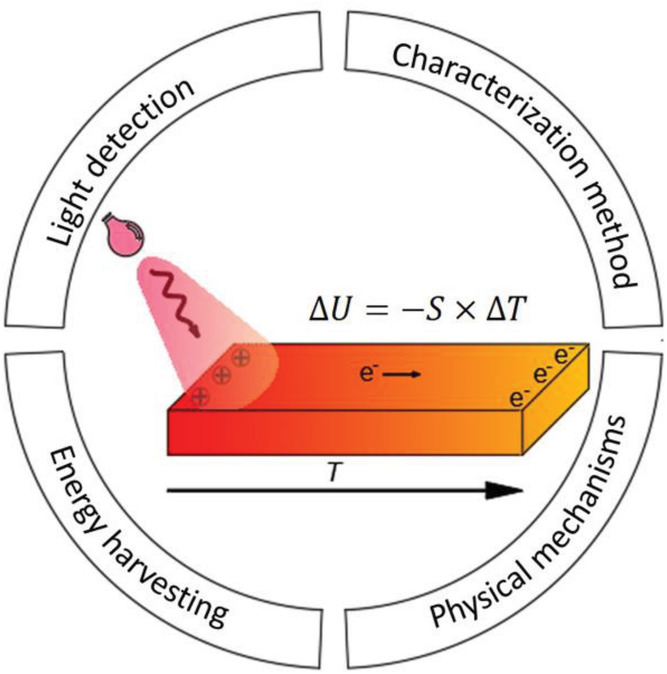 Light detection
Characterization method
ΔU = −S × ΔT
e⁻
e⁻
e⁻
e⁻
T
Energy harvesting
Physical mechanisms